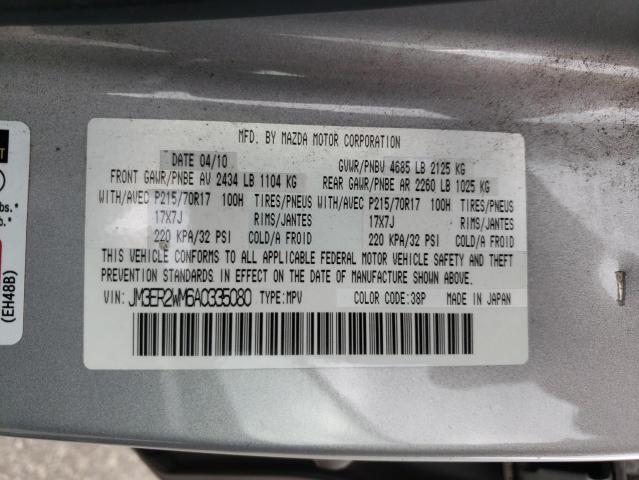 MFD. BY MAZDA MOTOR CORPORATION
DATE 04/10 GVWR/PNBV 4685 LB 2125 KG
FRONT GAWR/PNBE AV 2434 LB 1104 KG REAR GAWR/PNBE AR 2260 LB 1025 KG
WITH/AVEC P215/70R17 100H TIRES/PNEUS WITH/AVEC P215/70R17 100H TIRES/PNEUS
17X7J RIMS/JANTES 17X7J RIMS/JANTES
220 KPA/32 PSI COLD/A FROID 220 KPA/32 PSI COLD/A FROID
THIS VEHICLE CONFORMS TO ALL APPLICABLE FEDERAL MOTOR VEHICLE SAFETY AND THEFT
PREVENTION STANDARDS IN EFFECT ON THE DATE OF MANUFACTURE SHOWN ABOVE.
VIN: JM3ER2WM6A0335080 TYPE:MPV COLOR CODE:38P MADE IN JAPAN
(EH48B)